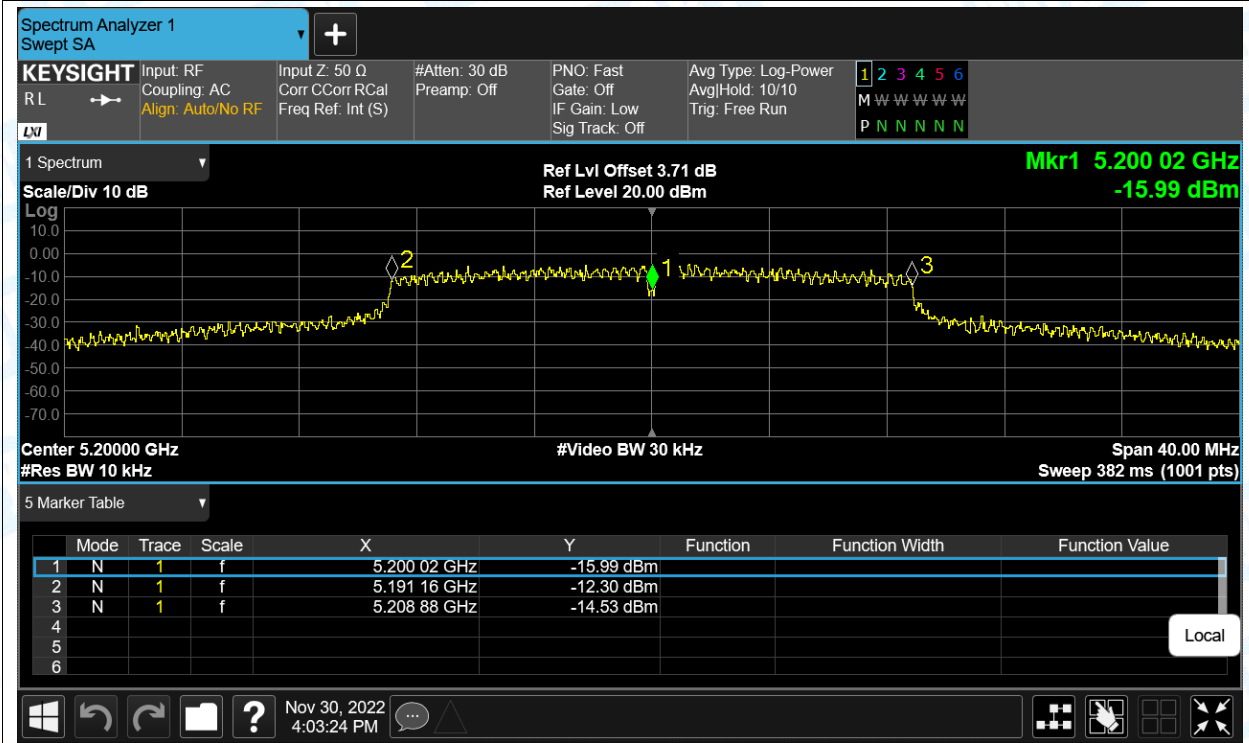 Spectrum Analyzer 1
Swept SA
KEYSIGHT
R L
LXI
Input: RF
Coupling: AC
Align: Auto/No RF
Input Z: 50 Ω
Corr CCorr RCal
Freq Ref: Int (S)
#Atten: 30 dB
Preamp: Off
PNO: Fast
Gate: Off
IF Gain: Low
Sig Track: Off
Avg Type: Log-Power
Avg|Hold: 10/10
Trig: Free Run
1 2 3 4 5 6
M W W W W W
P N N N N N
1 Spectrum
Scale/Div 10 dB
Ref Lvl Offset 3.71 dB
Ref Level 20.00 dBm
Mkr1 5.200 02 GHz
-15.99 dBm
Log
10.0
0.00
-10.0
-20.0
-30.0
-40.0
-50.0
-60.0
-70.0
2
1
3
Center 5.20000 GHz
#Video BW 30 kHz
Span 40.00 MHz
#Res BW 10 kHz
Sweep 382 ms (1001 pts)
5 Marker Table
Mode Trace Scale X Y Function Function Width Function Value
1 N 1 f 5.200 02 GHz -15.99 dBm
2 N 1 f 5.191 16 GHz -12.30 dBm
3 N 1 f 5.208 88 GHz -14.53 dBm
4
5
6
Local
?
Nov 30, 2022
4:03:24 PM